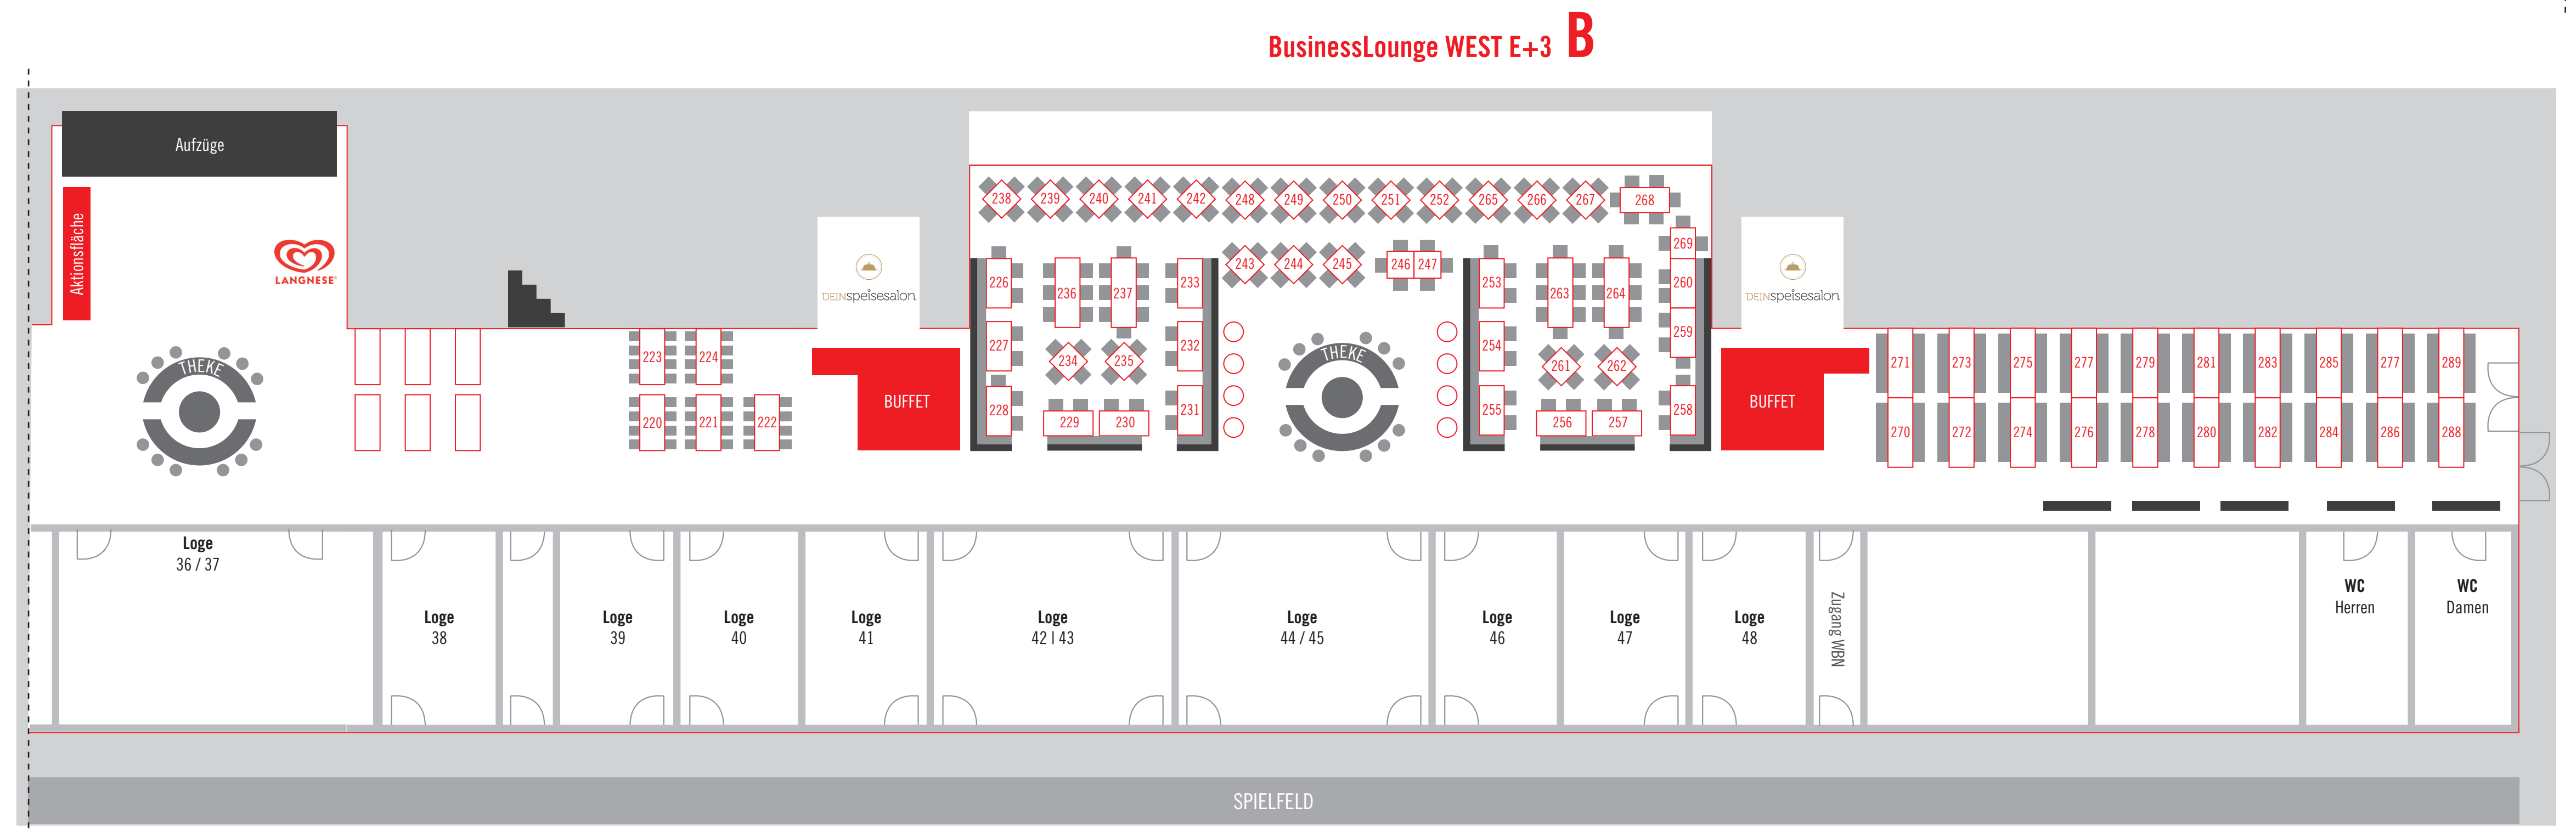 BusinessLounge WEST E+3 B
Aufzüge
Aktionsfläche
LANGNESE
THEKE
DEINspeisesalon
DEINspeisesalon
238 239 240 241 242 248 249 250 251 252 265 266 267 268
269
243 244 245 246 247
226 236 237 233 253 263 264 260
227 232 254 259
234 235 261 262
228 231 255 258
229 230 256 257
THEKE
223 224
220 221 222
BUFFET
BUFFET
271 273 275 277 279 281 283 285 277 289
270 272 274 276 278 280 282 284 286 288
Loge
36 / 37
Loge
38
Loge
39
Loge
40
Loge
41
Loge
42 I 43
Loge
44 / 45
Loge
46
Loge
47
Loge
48
Zugang WBN
WC
Herren
WC
Damen
SPIELFELD